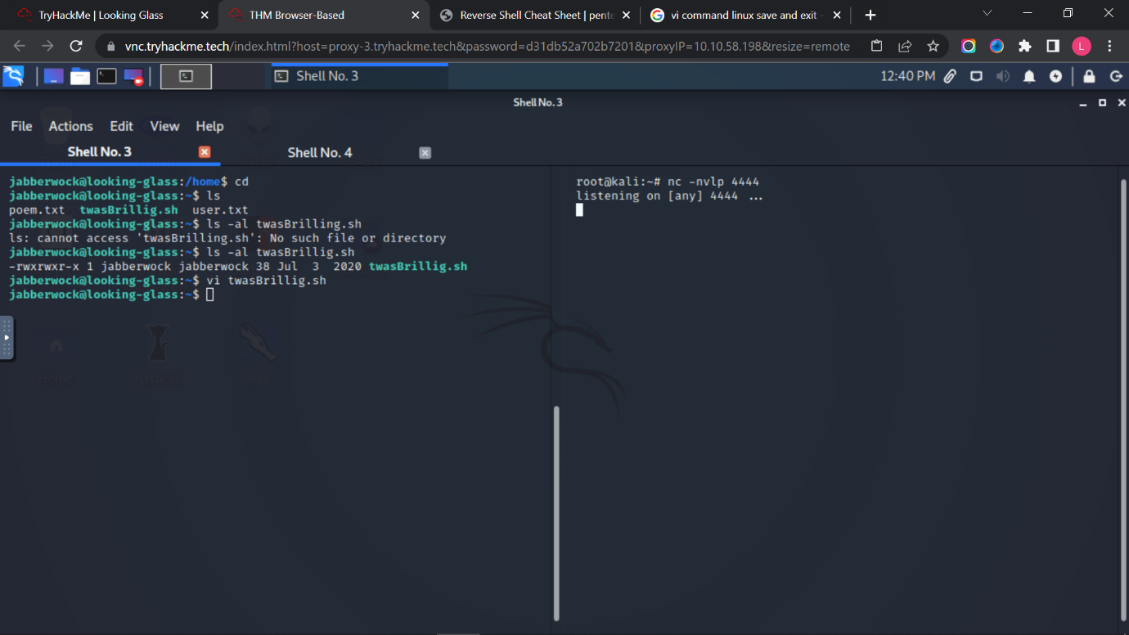 TryHackMe | Looking Glass
THM Browser-Based
Reverse Shell Cheat Sheet | pente
vi command linux save and exit -
vnc.tryhackme.tech/index.html?host=proxy-3.tryhackme.tech&password=d31db52a702b7201&proxyIP=10.10.58.198&resize=remote
L
Shell No. 3
12:40 PM
Shell No. 3
File Actions Edit View Help
Shell No. 3
Shell No. 4
jabberwock@looking-glass:/home$ cd
jabberwock@looking-glass:~$ ls
poem.txt twasBrillig.sh user.txt
jabberwock@looking-glass:~$ ls -al twasBrilling.sh
ls: cannot access 'twasBrilling.sh': No such file or directory
jabberwock@looking-glass:~$ ls -al twasBrillig.sh
-rwxrwxr-x 1 jabberwock jabberwock 38 Jul 3 2020 twasBrillig.sh
jabberwock@looking-glass:~$ vi twasBrillig.sh
jabberwock@looking-glass:~$
root@kali:~# nc -nvlp 4444
listening on [any] 4444 ...